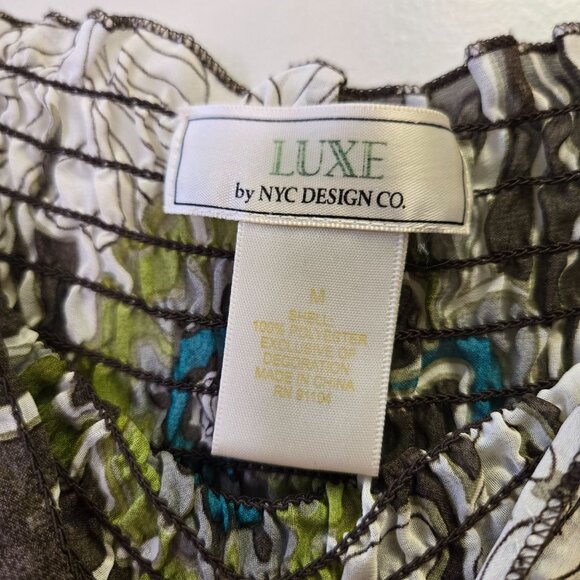 LUXE
by NYC DESIGN CO.
M
SHELL:
100% POLYESTER
EXCLUSIVE OF
DECORATION
MADE IN CHINA
RN 91104